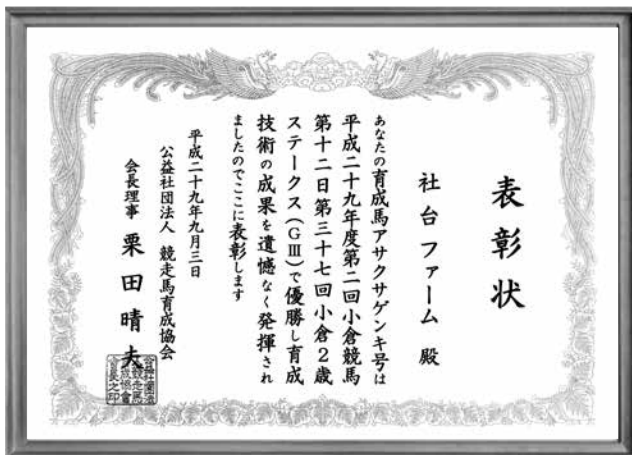 表彰状
社台ファーム 殿
あなたの育成馬アサクサゲンキ号は
平成二十九年度第二回小倉競馬
第十二日第三十七回小倉2歳
ステークス(GⅢ)で優勝し育成
技術の成果を遺憾なく発揮され
ましたのでここに表彰します
平成二十九年九月三日
公益社団法人 競走馬育成協会
会長理事 栗田晴夫